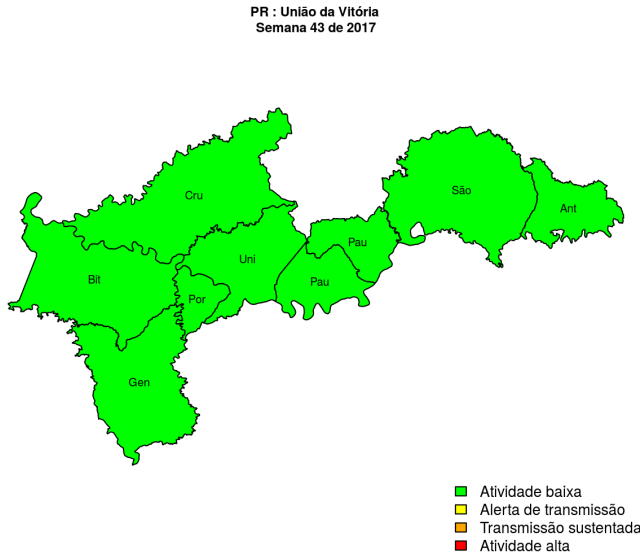 PR : União da Vitória
Semana 43 de 2017
Cru
São
Ant
Pau
Uni
Bit
Pau
Por
Gen
Atividade baixa
Alerta de transmissão
Transmissão sustentada
Atividade alta